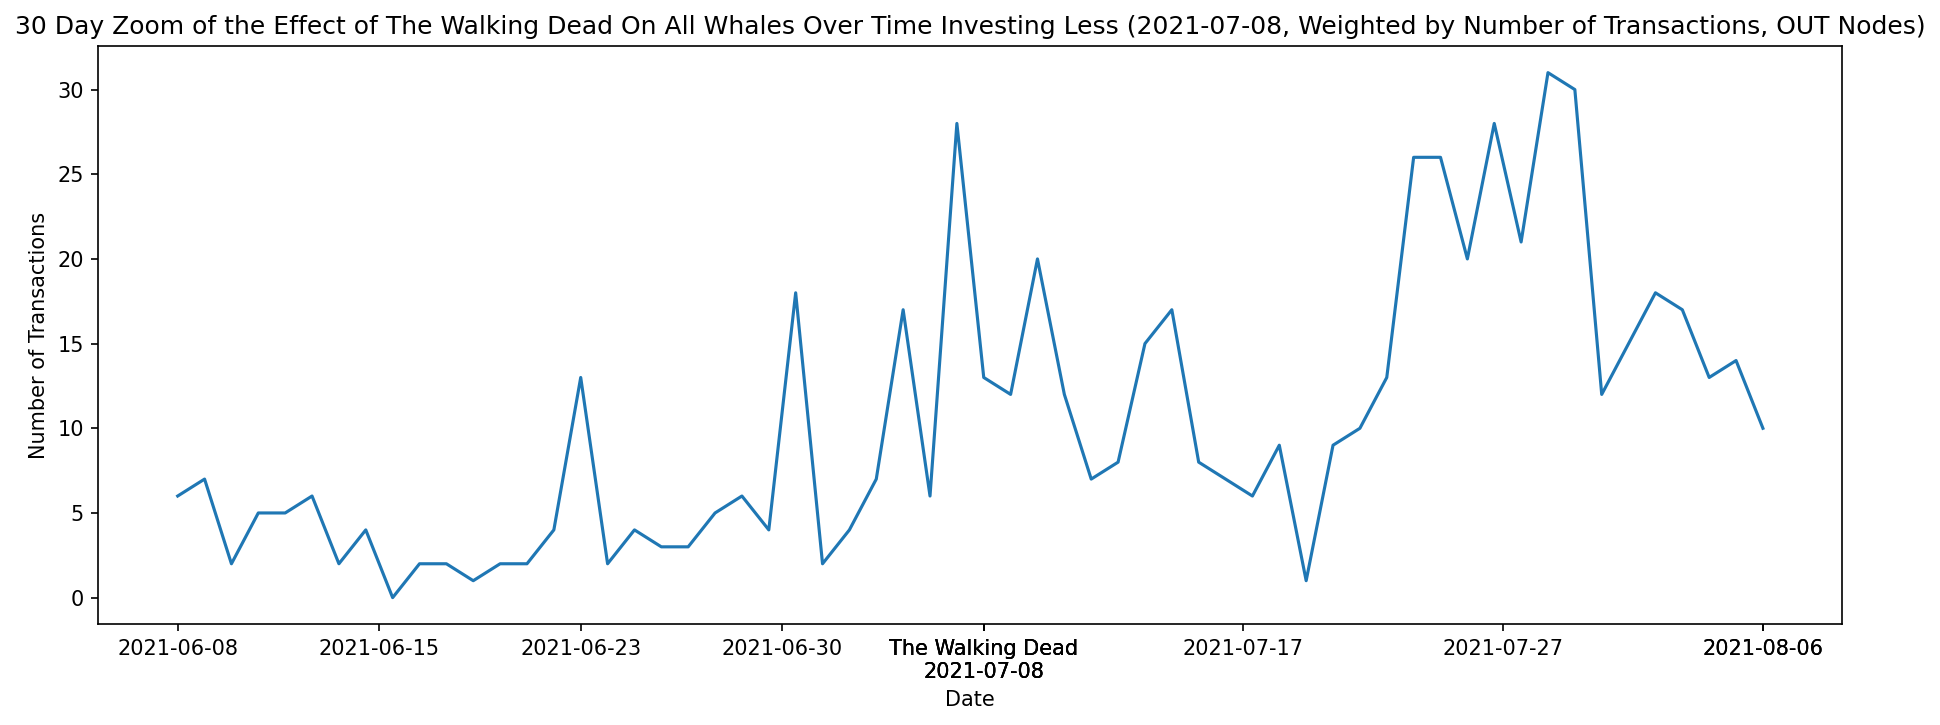 30 Day Zoom of the Effect of The Walking Dead On All Whales Over Time Investing Less (2021-07-08, Weighted by Number of Transactions, OUT Nodes)
Number of Transactions
30
25
20
15
10
5
0
2021-06-08 2021-06-15 2021-06-23 2021-06-30 The Walking Dead 2021-07-17 2021-07-27 2021-08-06
2021-07-08
Date